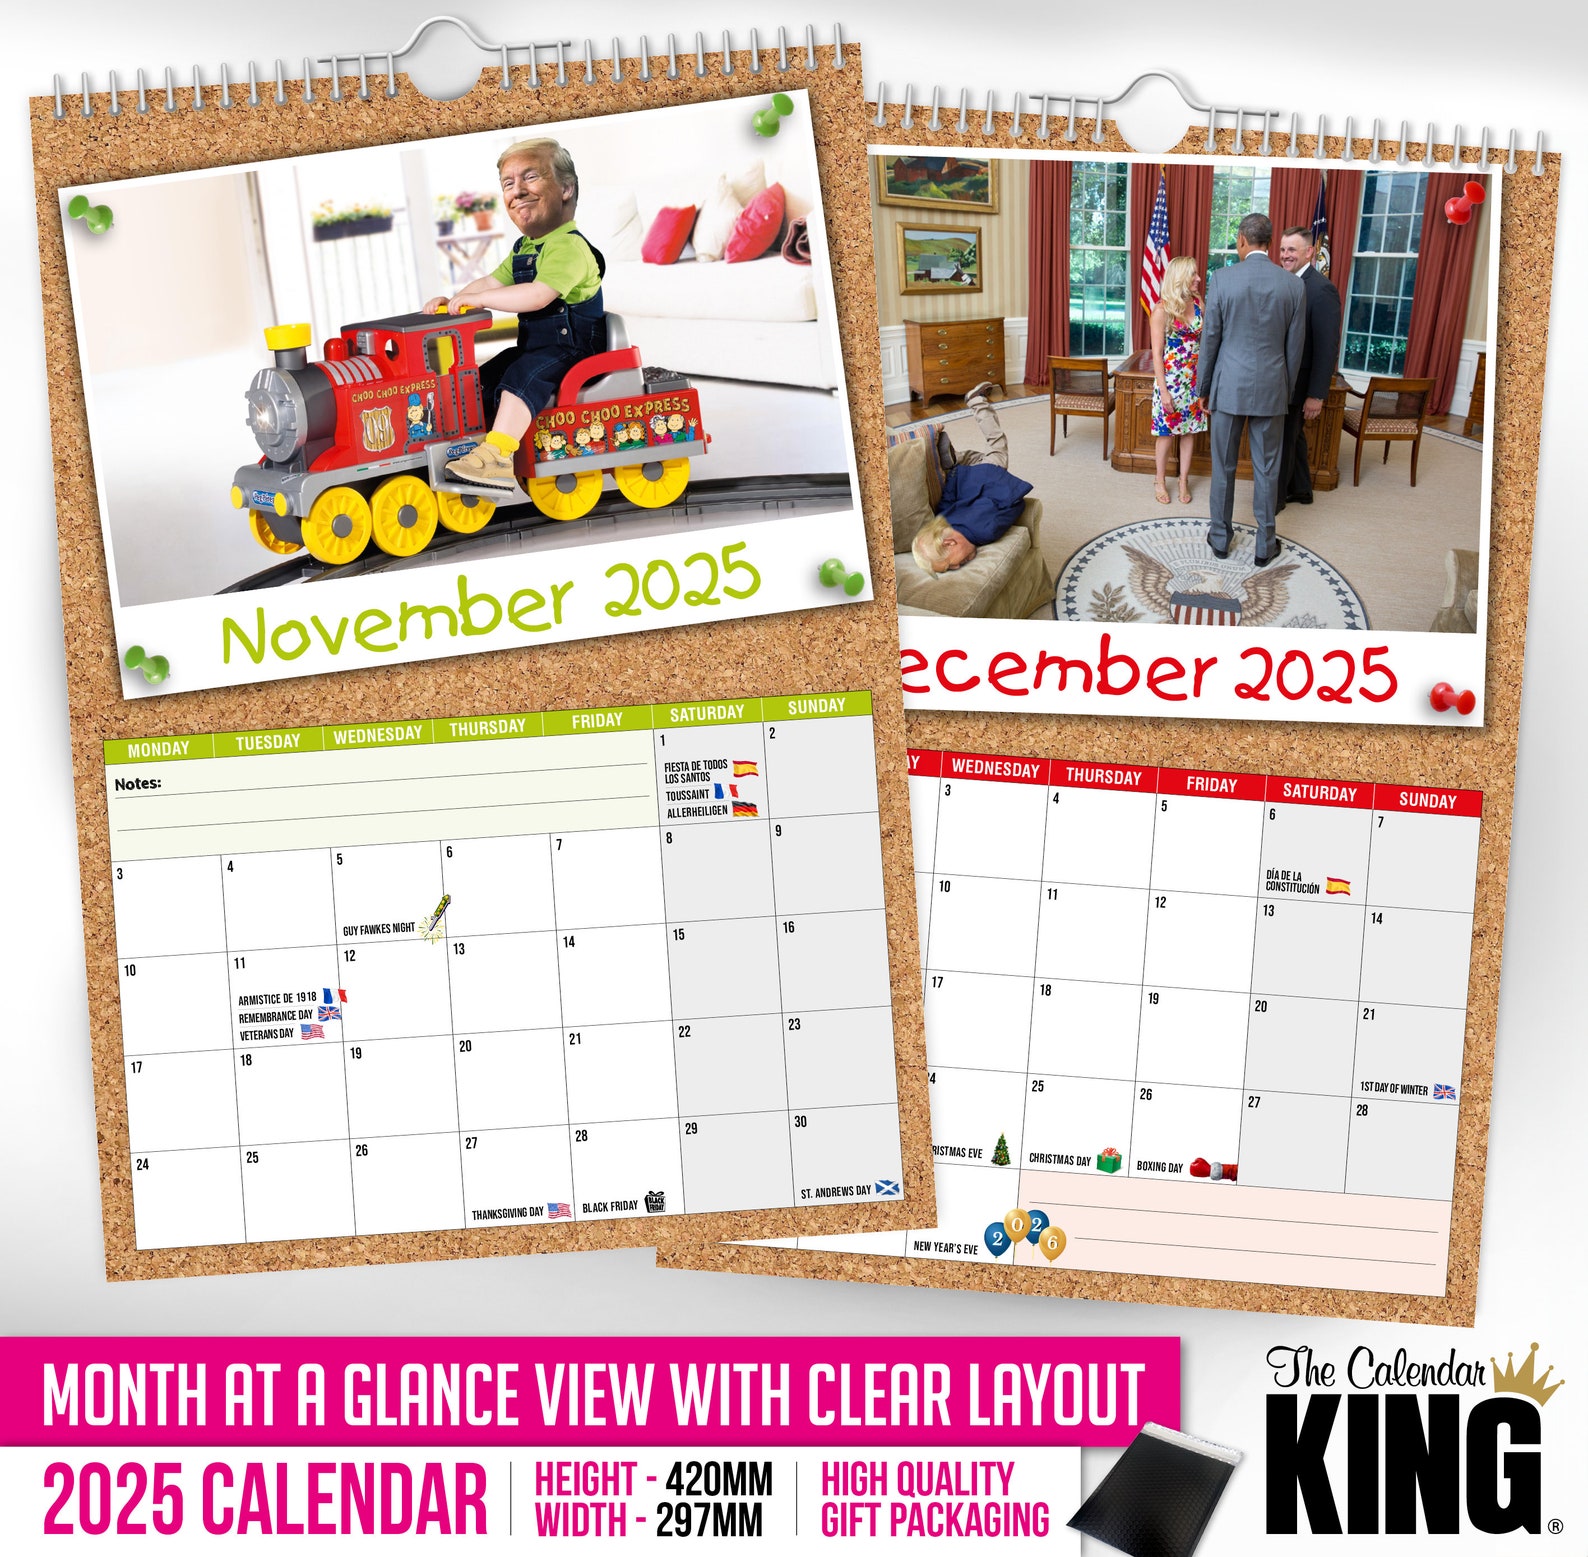 CHOO CHOO EXPRESS
CHOO CHOO EXPRESS
November 2025
MONDAY TUESDAY WEDNESDAY THURSDAY FRIDAY SATURDAY SUNDAY
Notes:
1
FIESTA DE TODOS
LOS SANTOS
TOUSSAINT
ALLERHEILIGEN
2
3 4 5 6 7 8 9
GUY FAWKES NIGHT
10 11 12 13 14 15 16
ARMISTICE DE 1918
REMEMBRANCE DAY
VETERANS DAY
17 18 19 20 21 22 23
24 25 26 27 28 29 30
THANKSGIVING DAY
BLACK FRIDAY
BLACK
FRIDAY
ST. ANDREWS DAY
ecember 2025
AY WEDNESDAY THURSDAY FRIDAY SATURDAY SUNDAY
3 4 5 6 7
DÍA DE LA
CONSTITUCIÓN
10 11 12 13 14
17 18 19 20 21
1ST DAY OF WINTER
4 25 26 27 28
RISTMAS EVE
CHRISTMAS DAY
BOXING DAY
NEW YEAR'S EVE
2026
MONTH AT A GLANCE VIEW WITH CLEAR LAYOUT
2025 CALENDAR
HEIGHT - 420MM
WIDTH - 297MM
HIGH QUALITY
GIFT PACKAGING
The Calendar
KING®